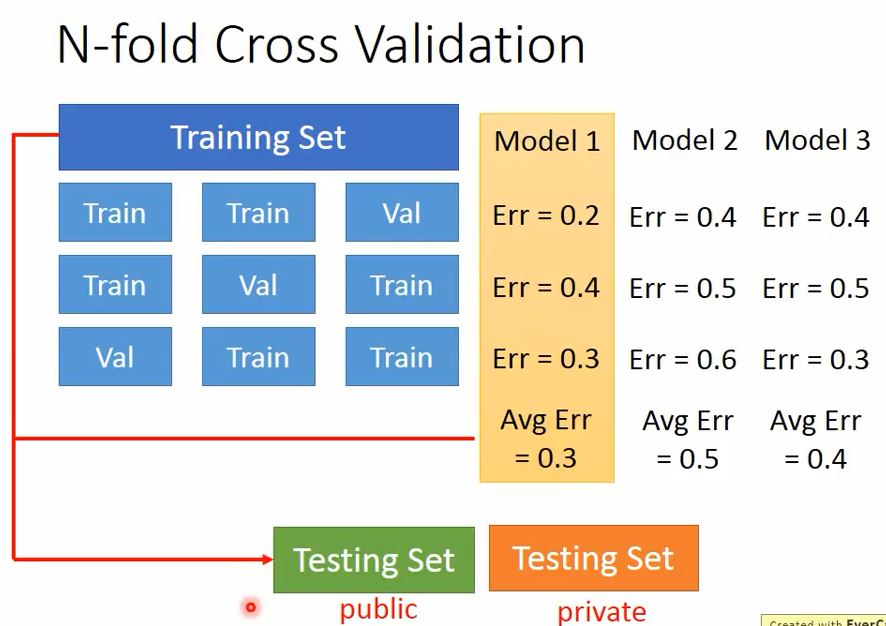 N-fold Cross Validation
Training Set
Model 1 Model 2 Model 3
Train Train Val
Err = 0.2 Err = 0.4 Err = 0.4
Train Val Train
Err = 0.4 Err = 0.5 Err = 0.5
Val Train Train
Err = 0.3 Err = 0.6 Err = 0.3
Avg Err Avg Err Avg Err
= 0.3 = 0.5 = 0.4
Testing Set Testing Set
public private
Created with